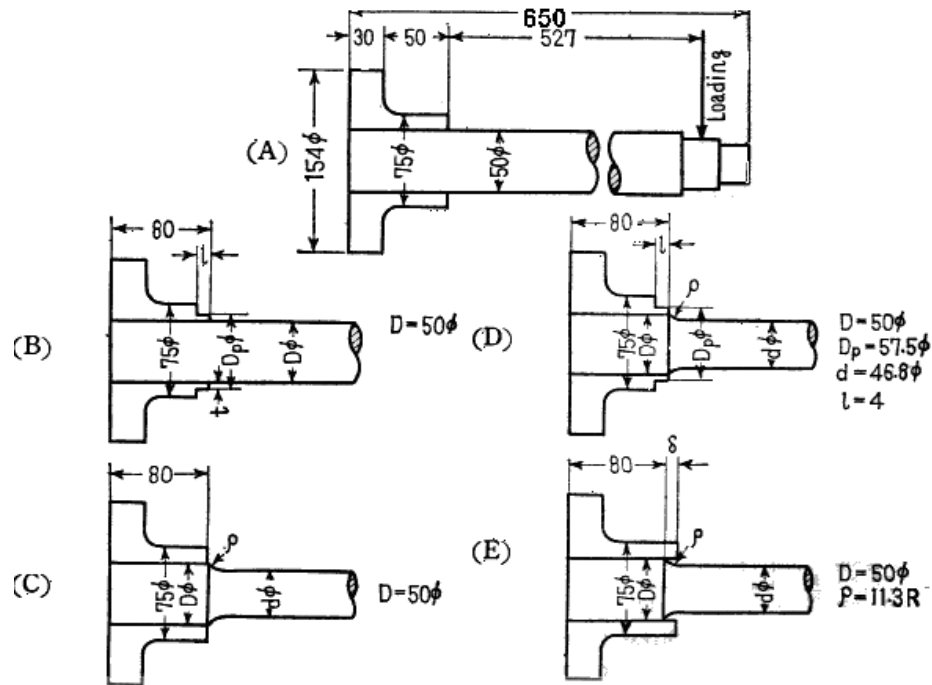 650
30 50 527
Loading
(A)
154φ
75φ
50φ
80
l
(B)
75φ
Dpφ
Dφ
t
D=50φ
80
l
ρ
(D)
75φ
Dφ
Dpφ
dφ
D=50φ
Dp=57.5φ
d=46.8φ
l=4
80
ρ
(C)
75φ
Dφ
dφ
D=50φ
80
δ
ρ
(E)
75φ
Dφ
dφ
D=50φ
ρ=11.3R